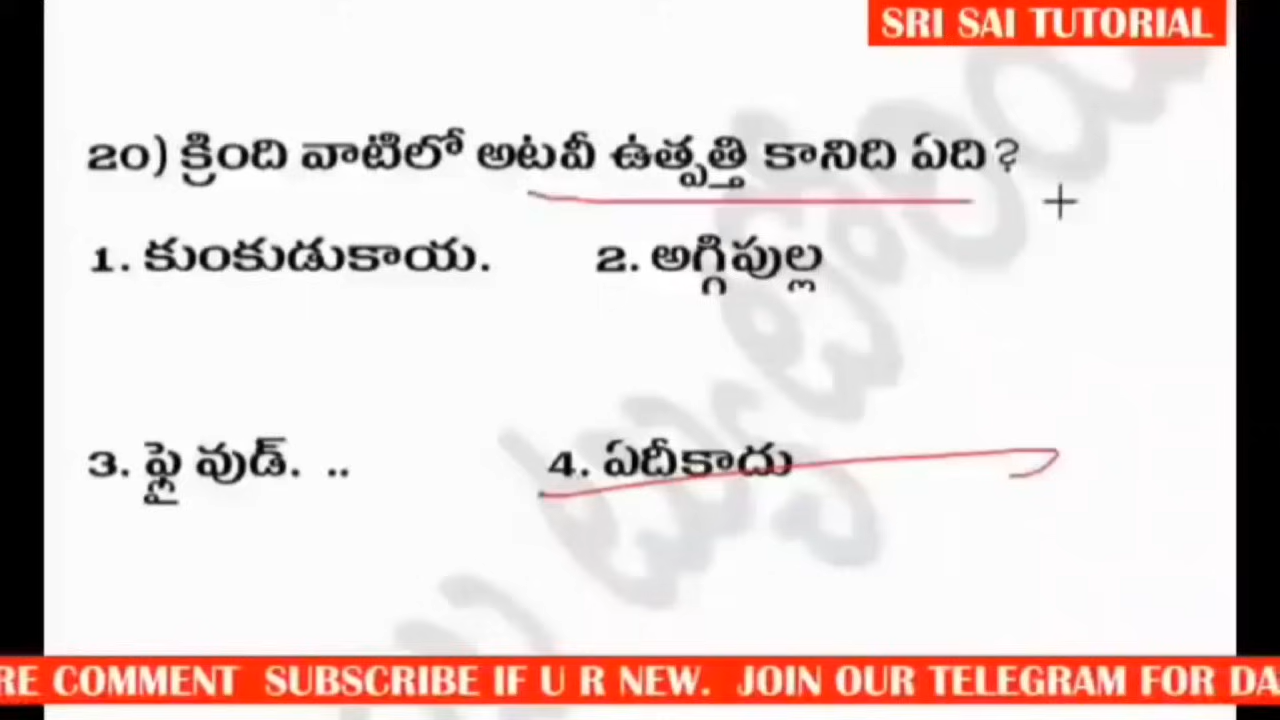 SRI SAI TUTORIAL
20) క్రింది వాటిలో అటవీ ఉత్పత్తి కానిది ఏది?
1. కుంకుడుకాయ. 2. అగ్గిపుల్ల
3. ప్లై వుడ్. .. 4. ఏదీకాదు
RE COMMENT SUBSCRIBE IF U R NEW. JOIN OUR TELEGRAM FOR DA